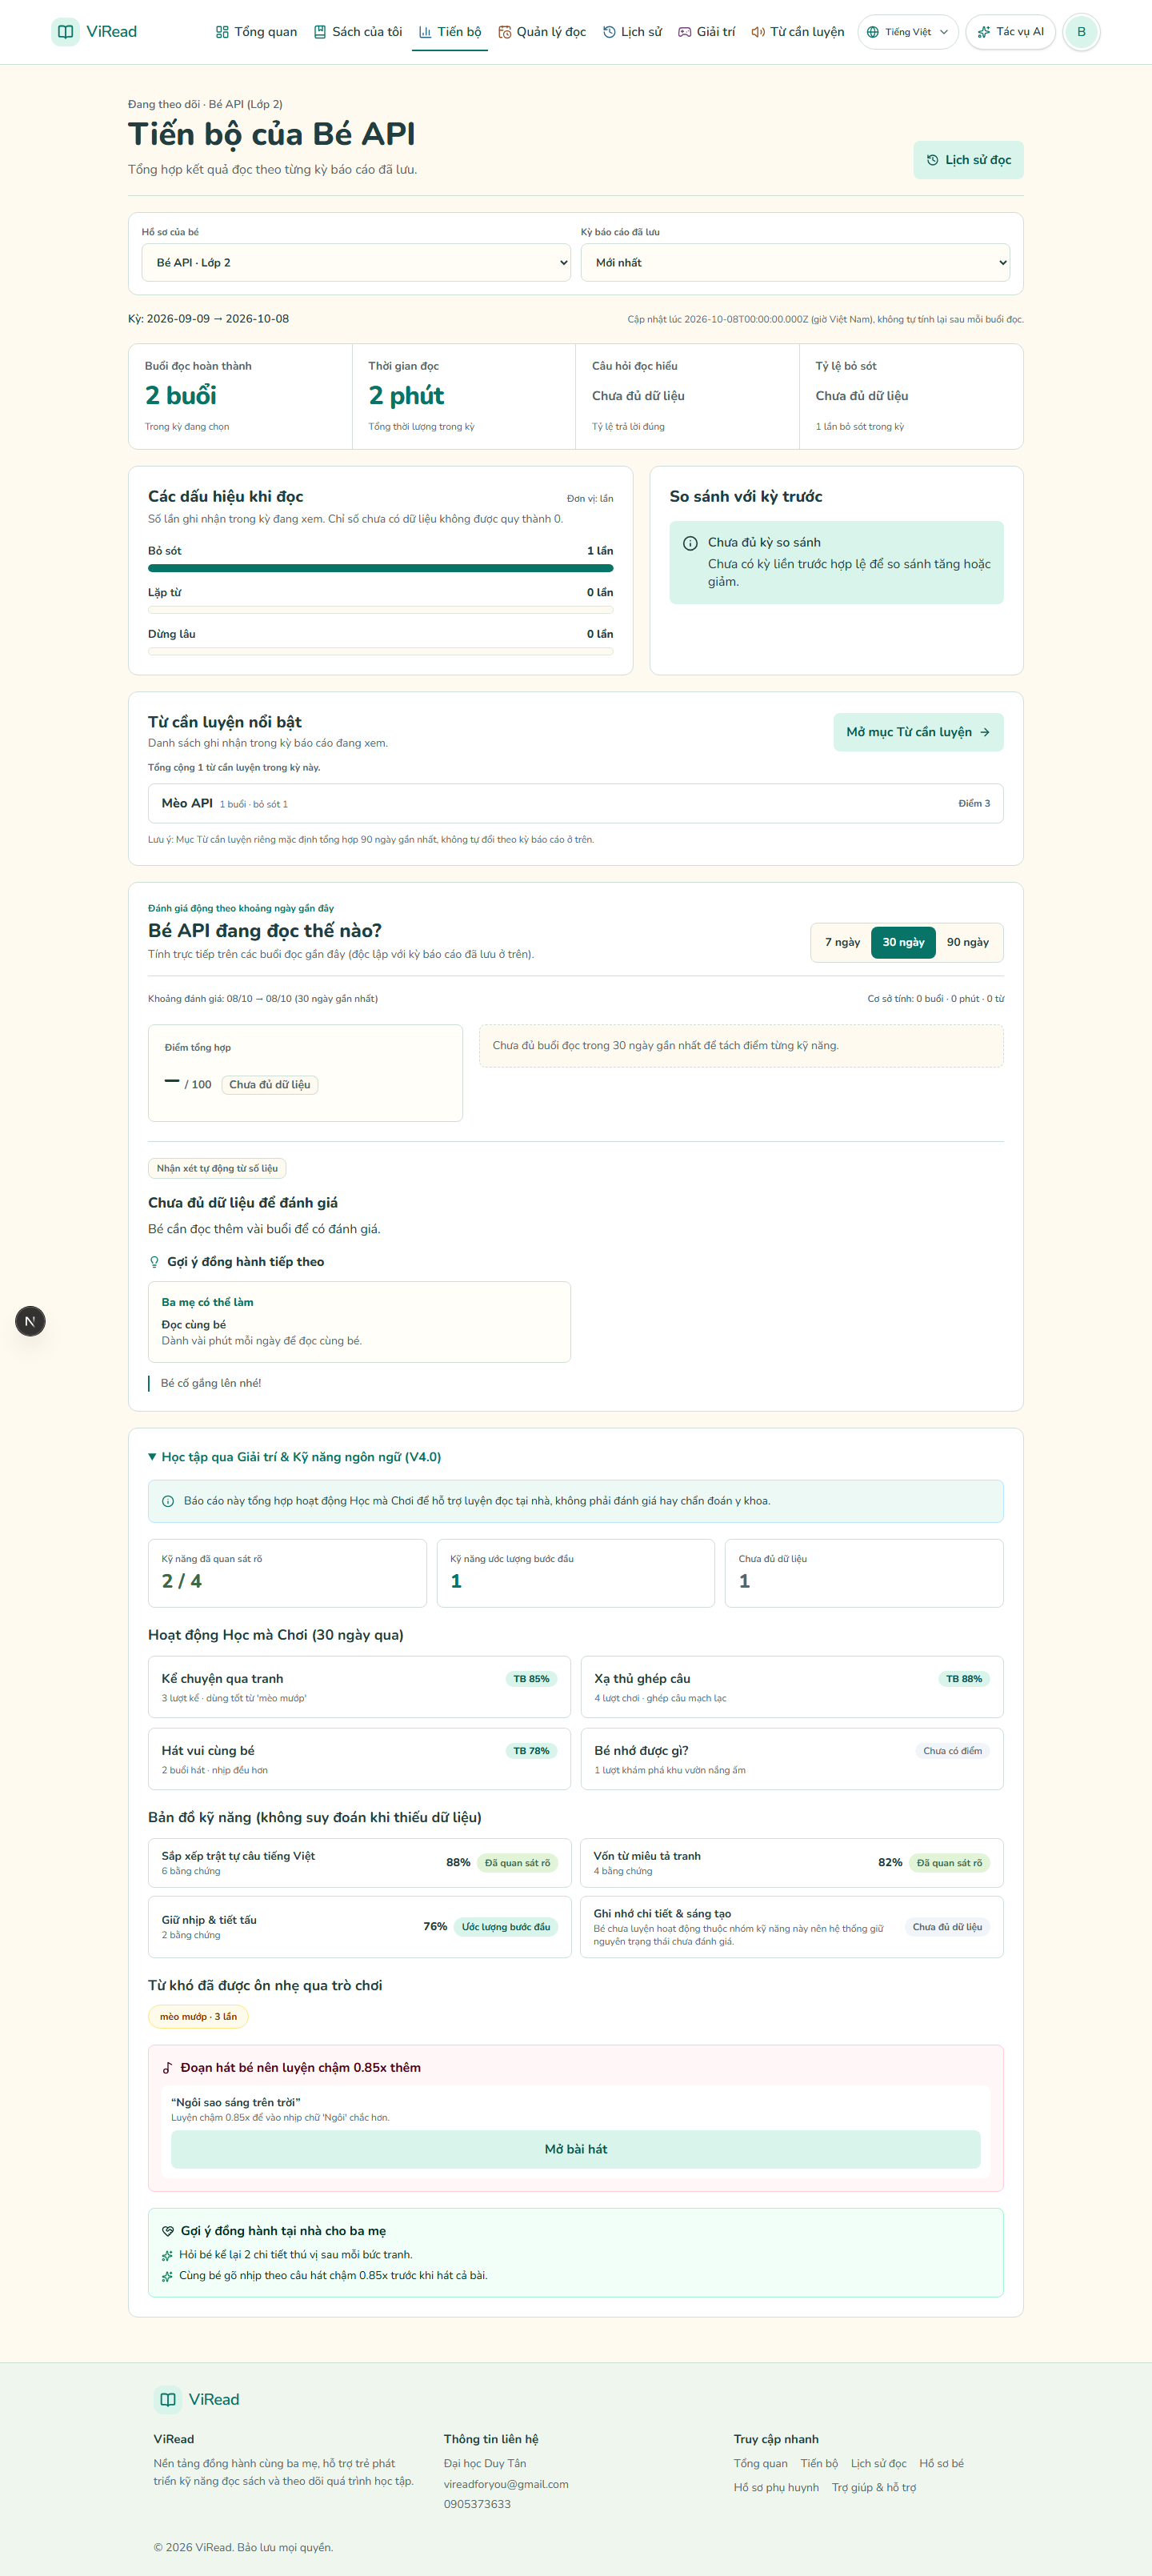 ViRead
Tổng quan
Sách của tôi
Tiến bộ
Quản lý đọc
Lịch sử
Giải trí
Từ cần luyện
Tiếng Việt
Tác vụ AI
B
Đang theo dõi · Bé API (Lớp 2)
Tiến bộ của Bé API
Tổng hợp kết quả đọc theo từng kỳ báo cáo đã lưu.
Lịch sử đọc
Hồ sơ của bé
Bé API · Lớp 2
Kỳ báo cáo đã lưu
Mới nhất
Kỳ: 2026-09-09 → 2026-10-08
Cập nhật lúc 2026-10-08T00:00:00.000Z (giờ Việt Nam), không tự tính lại sau mỗi buổi đọc.
Buổi đọc hoàn thành
2 buổi
Trong kỳ đang chọn
Thời gian đọc
2 phút
Tổng thời lượng trong kỳ
Câu hỏi đọc hiểu
Chưa đủ dữ liệu
Tỷ lệ trả lời đúng
Tỷ lệ bỏ sót
Chưa đủ dữ liệu
1 lần bỏ sót trong kỳ
Các dấu hiệu khi đọc
Đơn vị: lần
Số lần ghi nhận trong kỳ đang xem. Chỉ số chưa có dữ liệu không được quy thành 0.
Bỏ sót
1 lần
Lặp từ
0 lần
Dừng lâu
0 lần
So sánh với kỳ trước
Chưa đủ kỳ so sánh
Chưa có kỳ liền trước hợp lệ để so sánh tăng hoặc
giảm.
Từ cần luyện nổi bật
Danh sách ghi nhận trong kỳ báo cáo đang xem.
Mở mục Từ cần luyện →
Tổng cộng 1 từ cần luyện trong kỳ này.
Mèo API 1 buổi · bỏ sót 1
Điểm 3
Lưu ý: Mục Từ cần luyện riêng mặc định tổng hợp 90 ngày gần nhất, không tự đổi theo kỳ báo cáo ở trên.
Đánh giá động theo khoảng ngày gần đây
Bé API đang đọc thế nào?
Tính trực tiếp trên các buổi đọc gần đây (độc lập với kỳ báo cáo đã lưu ở trên).
7 ngày
30 ngày
90 ngày
Khoảng đánh giá: 08/10 → 08/10 (30 ngày gần nhất)
Cơ sở tính: 0 buổi · 0 phút · 0 từ
Điểm tổng hợp
— / 100 Chưa đủ dữ liệu
Chưa đủ buổi đọc trong 30 ngày gần nhất để tách điểm từng kỹ năng.
Nhận xét tự động từ số liệu
Chưa đủ dữ liệu để đánh giá
Bé cần đọc thêm vài buổi để có đánh giá.
Gợi ý đồng hành tiếp theo
Ba mẹ có thể làm
Đọc cùng bé
Dành vài phút mỗi ngày để đọc cùng bé.
Bé cố gắng lên nhé!
▼ Học tập qua Giải trí & Kỹ năng ngôn ngữ (V4.0)
Báo cáo này tổng hợp hoạt động Học mà Chơi để hỗ trợ luyện đọc tại nhà, không phải đánh giá hay chẩn đoán y khoa.
Kỹ năng đã quan sát rõ
2 / 4
Kỹ năng ước lượng bước đầu
1
Chưa đủ dữ liệu
1
Hoạt động Học mà Chơi (30 ngày qua)
Kể chuyện qua tranh
TB 85%
3 lượt kể · dùng tốt từ 'mèo mướp'
Xạ thủ ghép câu
TB 88%
4 lượt chơi · ghép câu mạch lạc
Hát vui cùng bé
TB 78%
2 buổi hát · nhịp đều hơn
Bé nhớ được gì?
Chưa có điểm
1 lượt khám phá khu vườn nắng ấm
Bản đồ kỹ năng (không suy đoán khi thiếu dữ liệu)
Sắp xếp trật tự câu tiếng Việt
6 bằng chứng
88% Đã quan sát rõ
Vốn từ miêu tả tranh
4 bằng chứng
82% Đã quan sát rõ
Giữ nhịp & tiết tấu
2 bằng chứng
76% Ước lượng bước đầu
Ghi nhớ chi tiết & sáng tạo
Bé chưa luyện hoạt động thuộc nhóm kỹ năng này nên hệ thống giữ
nguyên trạng thái chưa đánh giá.
Chưa đủ dữ liệu
Từ khó đã được ôn nhẹ qua trò chơi
mèo mướp · 3 lần
Đoạn hát bé nên luyện chậm 0.85x thêm
“Ngôi sao sáng trên trời”
Luyện chậm 0.85x để vào nhịp chữ 'Ngôi' chắc hơn.
Mở bài hát
Gợi ý đồng hành tại nhà cho ba mẹ
Hỏi bé kể lại 2 chi tiết thú vị sau mỗi bức tranh.
Cùng bé gõ nhịp theo câu hát chậm 0.85x trước khi hát cả bài.
ViRead
ViRead
Nền tảng đồng hành cùng ba mẹ, hỗ trợ trẻ phát
triển kỹ năng đọc sách và theo dõi quá trình học tập.
Thông tin liên hệ
Đại học Duy Tân
vireadforyou@gmail.com
0905373633
Truy cập nhanh
Tổng quan Tiến bộ Lịch sử đọc Hồ sơ bé
Hồ sơ phụ huynh Trợ giúp & hỗ trợ
© 2026 ViRead. Bảo lưu mọi quyền.